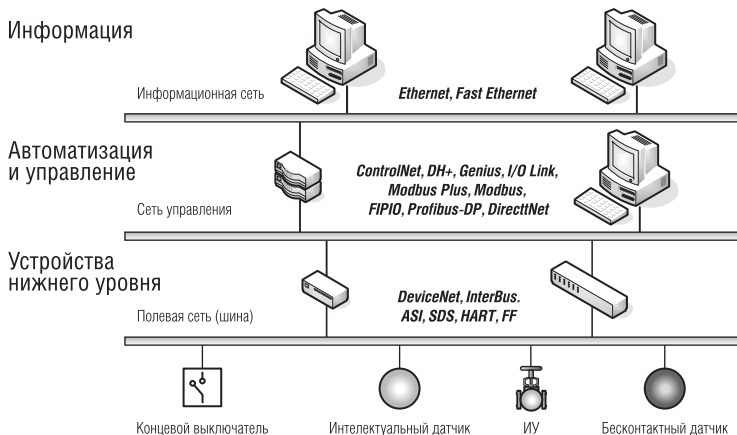 Информация
Информационная сеть
Ethernet, Fast Ethernet
Автоматизация
и управление
ControlNet, DH+, Genius, I/O Link,
Modbus Plus, Modbus,
FIPIO, Profibus-DP, DirecttNet
Сеть управления
Устройства
нижнего уровня
DeviceNet, InterBus.
ASI, SDS, HART, FF
Полевая сеть (шина)
Концевой выключатель
Интелектуальный датчик
ИУ
Бесконтактный датчик